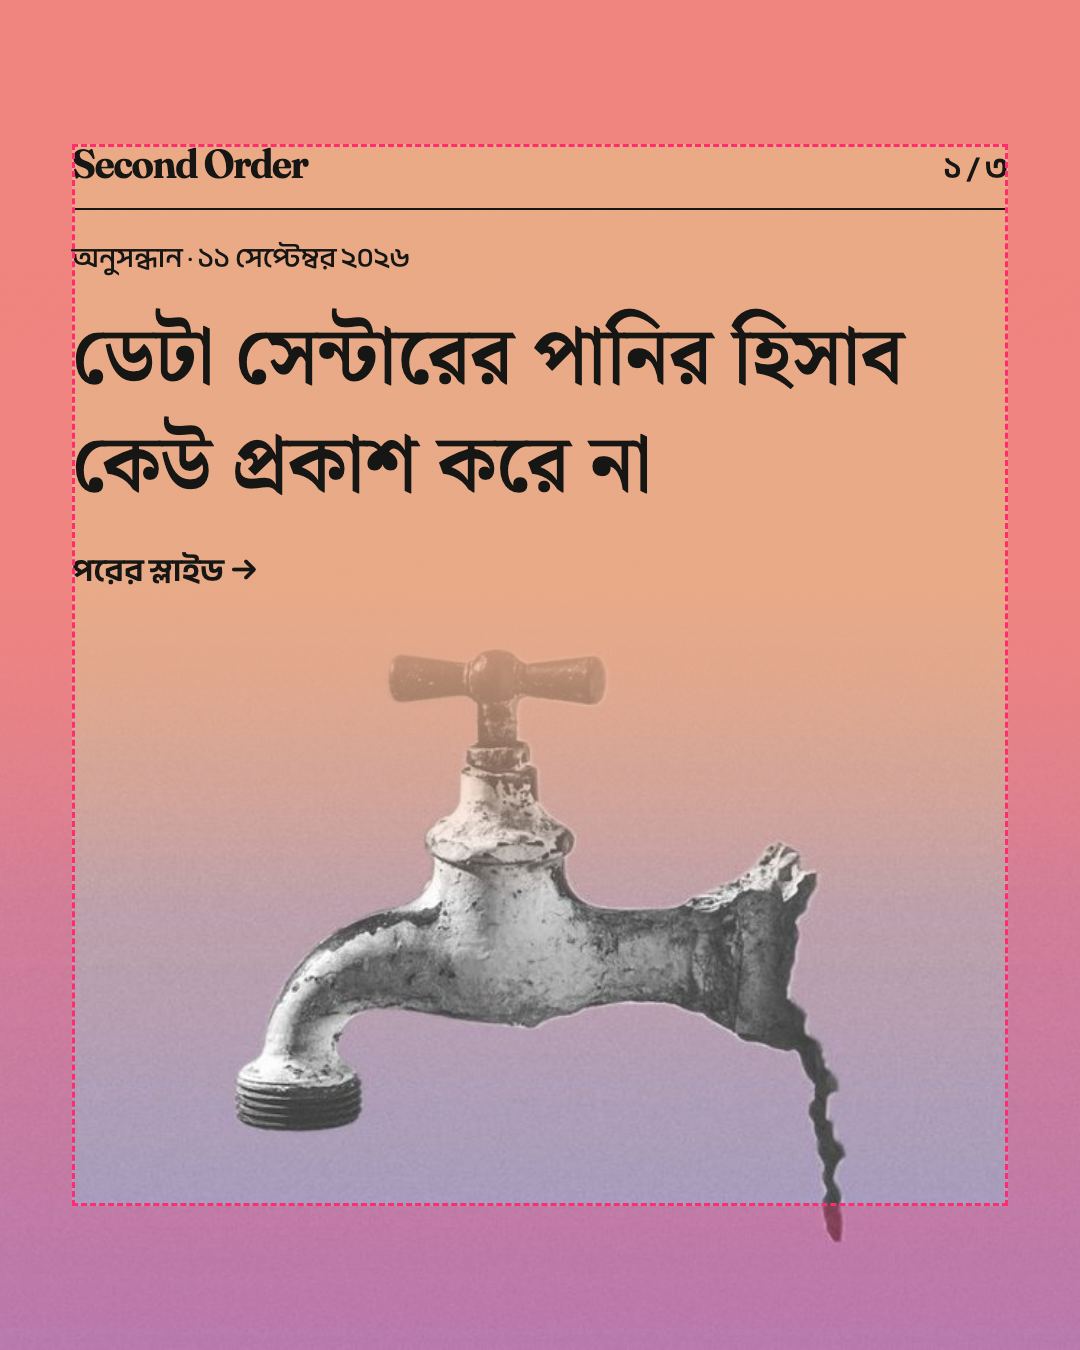 Second Order
১ / ৩
অনুসন্ধান · ১১ সেপ্টেম্বর ২০২৬
ডেটা সেন্টারের পানির হিসাব
কেউ প্রকাশ করে না
পরের স্লাইড →